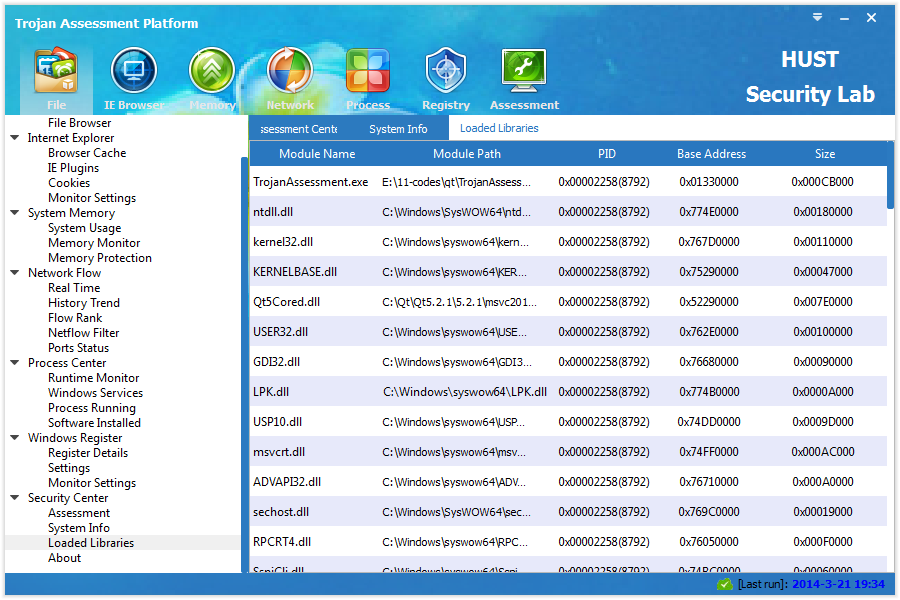 Trojan Assessment Platform
File
IE Browser
Memory
Network
Process
Registry
Assessment
HUST
Security Lab
File Browser
Internet Explorer
Browser Cache
IE Plugins
Cookies
Monitor Settings
System Memory
System Usage
Memory Monitor
Memory Protection
Network Flow
Real Time
History Trend
Flow Rank
Netflow Filter
Ports Status
Process Center
Runtime Monitor
Windows Services
Process Running
Software Installed
Windows Register
Register Details
Settings
Monitor Settings
Security Center
Assessment
System Info
Loaded Libraries
About
ssessment Cente System Info Loaded Libraries
Module Name Module Path PID Base Address Size
TrojanAssessment.exe E:\11-codes\qt\TrojanAssess... 0x00002258(8792) 0x01330000 0x000CB000
ntdll.dll C:\Windows\SysWOW64\ntd... 0x00002258(8792) 0x774E0000 0x00180000
kernel32.dll C:\Windows\syswow64\kern... 0x00002258(8792) 0x767D0000 0x00110000
KERNELBASE.dll C:\Windows\syswow64\KER... 0x00002258(8792) 0x75290000 0x00047000
Qt5Cored.dll C:\Qt\Qt5.2.1\5.2.1\msvc201... 0x00002258(8792) 0x52290000 0x007E0000
USER32.dll C:\Windows\syswow64\USE... 0x00002258(8792) 0x762E0000 0x00100000
GDI32.dll C:\Windows\syswow64\GDI3... 0x00002258(8792) 0x76680000 0x00090000
LPK.dll C:\Windows\syswow64\LPK.dll 0x00002258(8792) 0x774B0000 0x0000A000
USP10.dll C:\Windows\syswow64\USP... 0x00002258(8792) 0x74DD0000 0x0009D000
msvcrt.dll C:\Windows\syswow64\msv... 0x00002258(8792) 0x74FF0000 0x000AC000
ADVAPI32.dll C:\Windows\syswow64\ADV... 0x00002258(8792) 0x76710000 0x000A0000
sechost.dll C:\Windows\SysWOW64\sec... 0x00002258(8792) 0x769C0000 0x00019000
RPCRT4.dll C:\Windows\syswow64\RPC... 0x00002258(8792) 0x76050000 0x000F0000
SspiCli.dll C:\Windows\syswow64\Sspi... 0x00002258(8792) 0x74BC0000 0x00060000
[Last run]: 2014-3-21 19:34